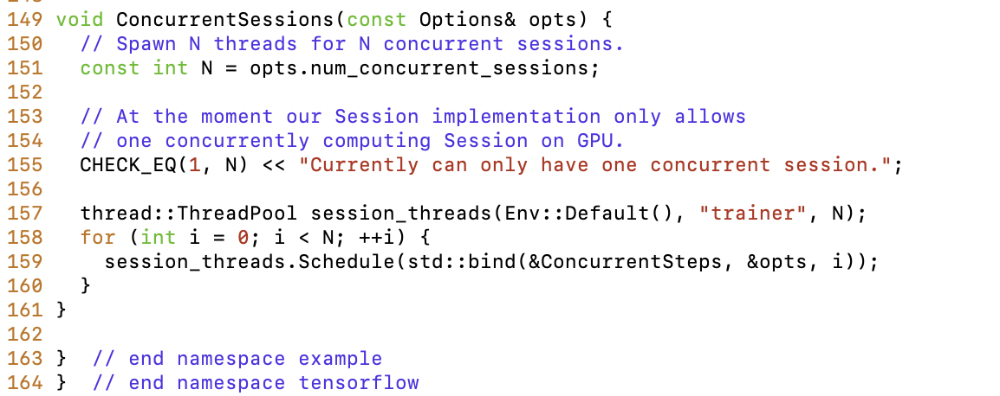 149 void ConcurrentSessions(const Options& opts) {
150   // Spawn N threads for N concurrent sessions.
151   const int N = opts.num_concurrent_sessions;
152
153   // At the moment our Session implementation only allows
154   // one concurrently computing Session on GPU.
155   CHECK_EQ(1, N) << "Currently can only have one concurrent session.";
156
157   thread::ThreadPool session_threads(Env::Default(), "trainer", N);
158   for (int i = 0; i < N; ++i) {
159     session_threads.Schedule(std::bind(&ConcurrentSteps, &opts, i));
160   }
161 }
162
163 }  // end namespace example
164 }  // end namespace tensorflow